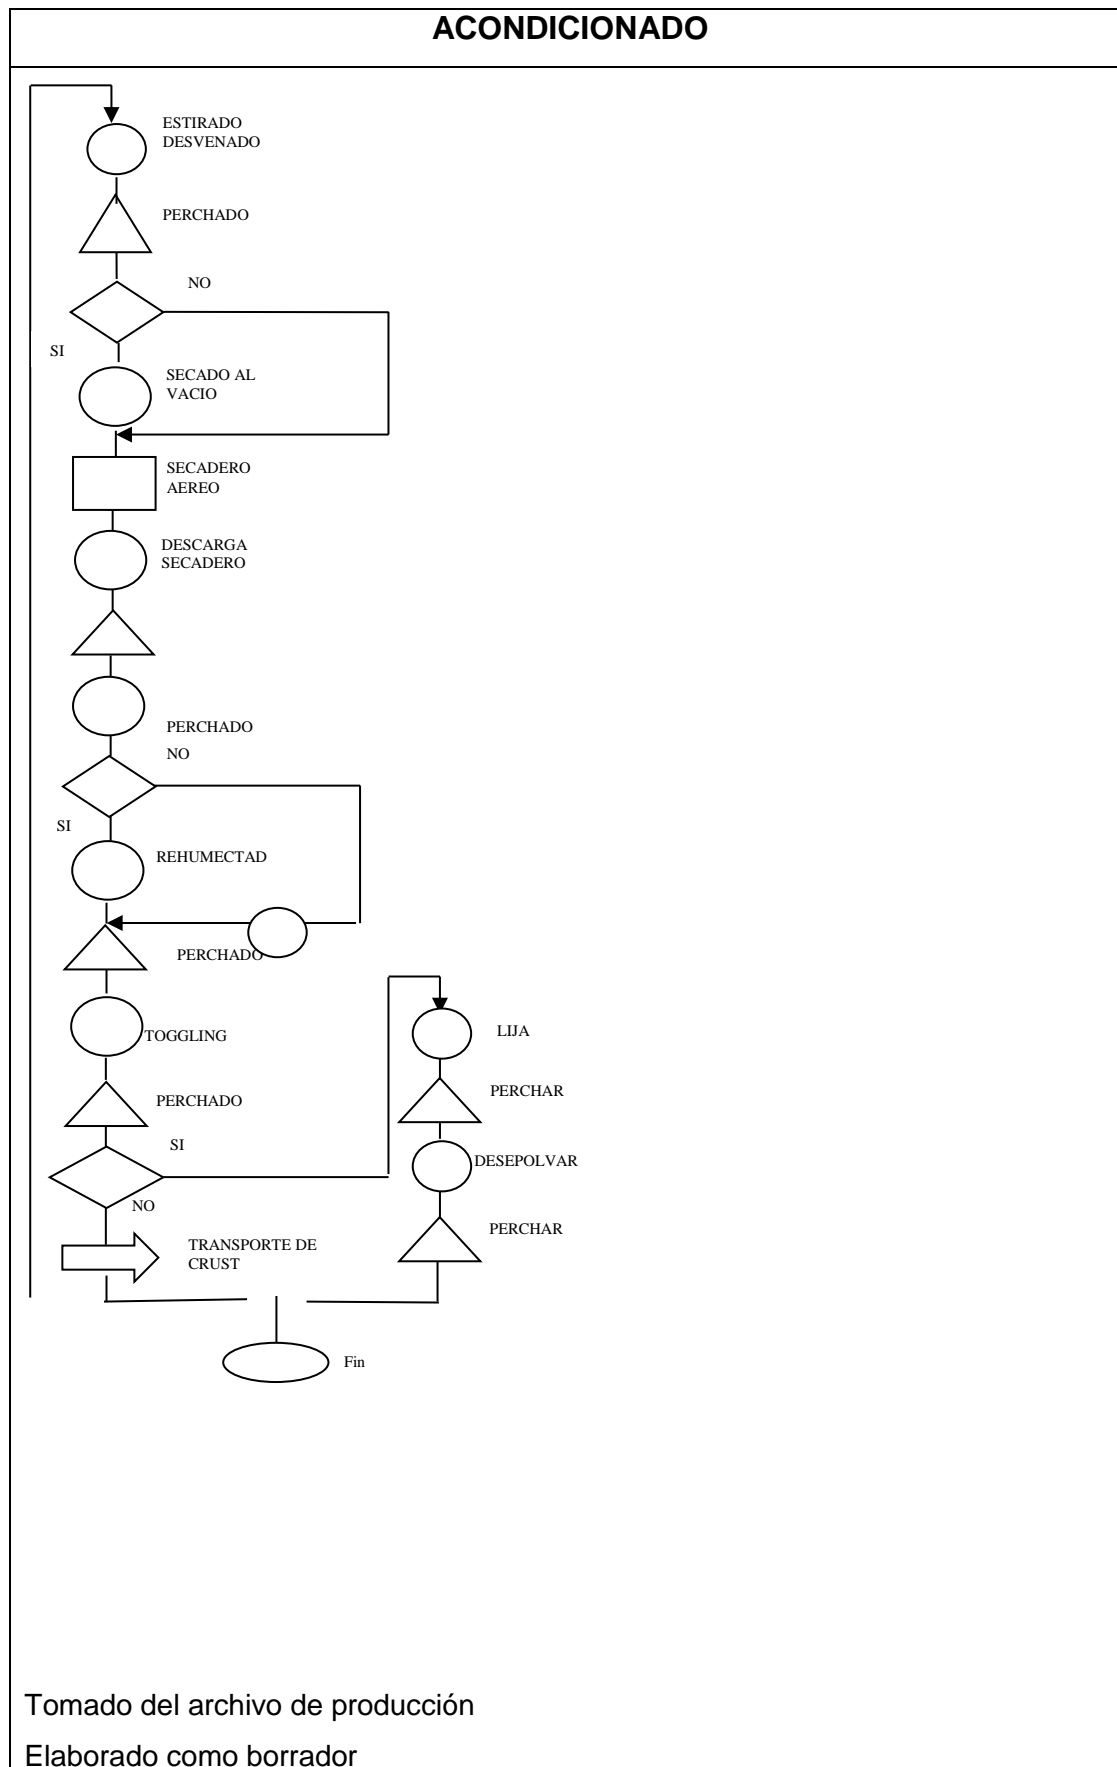 ACONDICIONADO
ESTIRADO
DESVENADO
PERCHADO
NO
SI
SECADO AL
VACIO
SECADERO
AEREO
DESCARGA
SECADERO
PERCHADO
NO
SI
REHUMECTAD
PERCHADO
TOGGLING
PERCHADO
SI
NO
TRANSPORTE DE
CRUST
LIJA
PERCHAR
DESEPOLVAR
PERCHAR
Fin
Tomado del archivo de producción
Elaborado como borrador